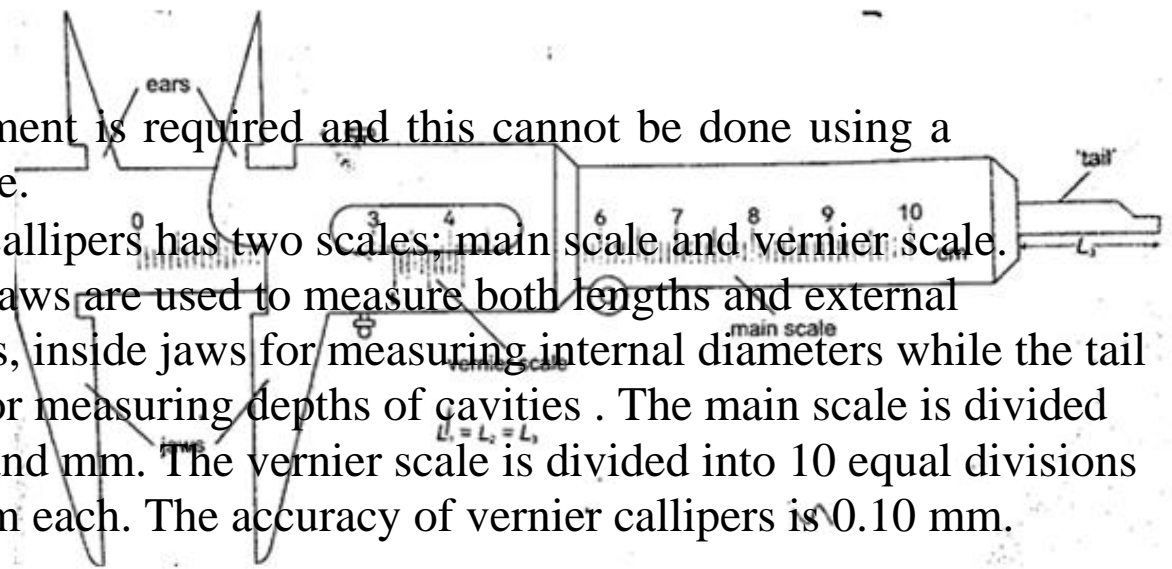 ears
ment is required and this cannot be done using a
'tail'
e.
0 3 4 6 7 8 9 10
callipers has two scales; main scale and vernier scale.
cm
L₃
jaws are used to measure both lengths and external
main scale
s, inside jaws for measuring internal diameters while the tail
vernier scale
or measuring depths of cavities . The main scale is divided
L₁ = L₂ = L₃
jaws
and mm. The vernier scale is divided into 10 equal divisions
m each. The accuracy of vernier callipers is 0.10 mm.